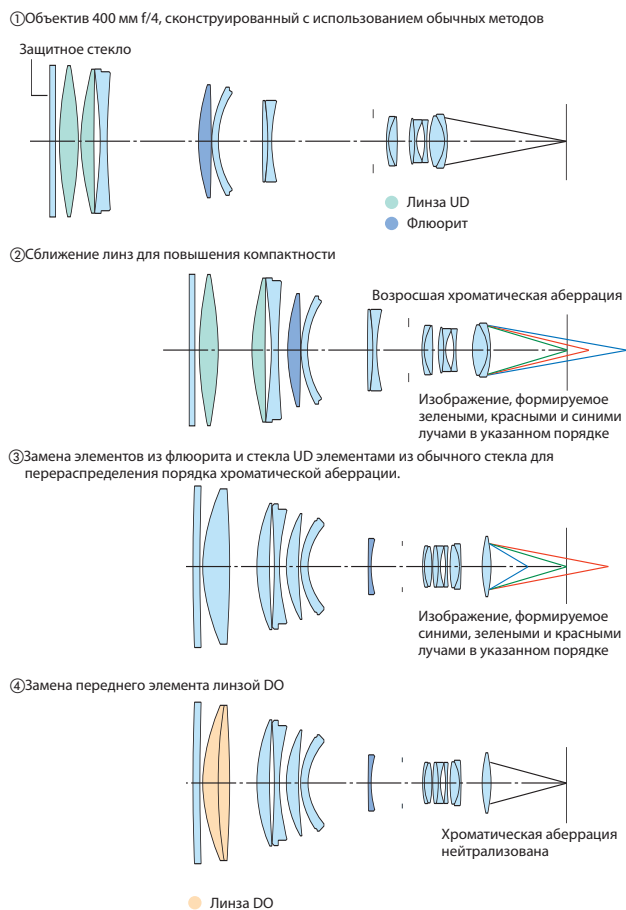 ①Объектив 400 мм f/4, сконструированный с использованием обычных методов
Защитное стекло
Линза UD
Флюорит
②Сближение линз для повышения компактности
Возросшая хроматическая аберрация
Изображение, формируемое
зелеными, красными и синими
лучами в указанном порядке
③Замена элементов из флюорита и стекла UD элементами из обычного стекла для
перераспределения порядка хроматической аберрации.
Изображение, формируемое
синими, зелеными и красными
лучами в указанном порядке
④Замена переднего элемента линзой DO
Хроматическая аберрация
нейтрализована
Линза DO